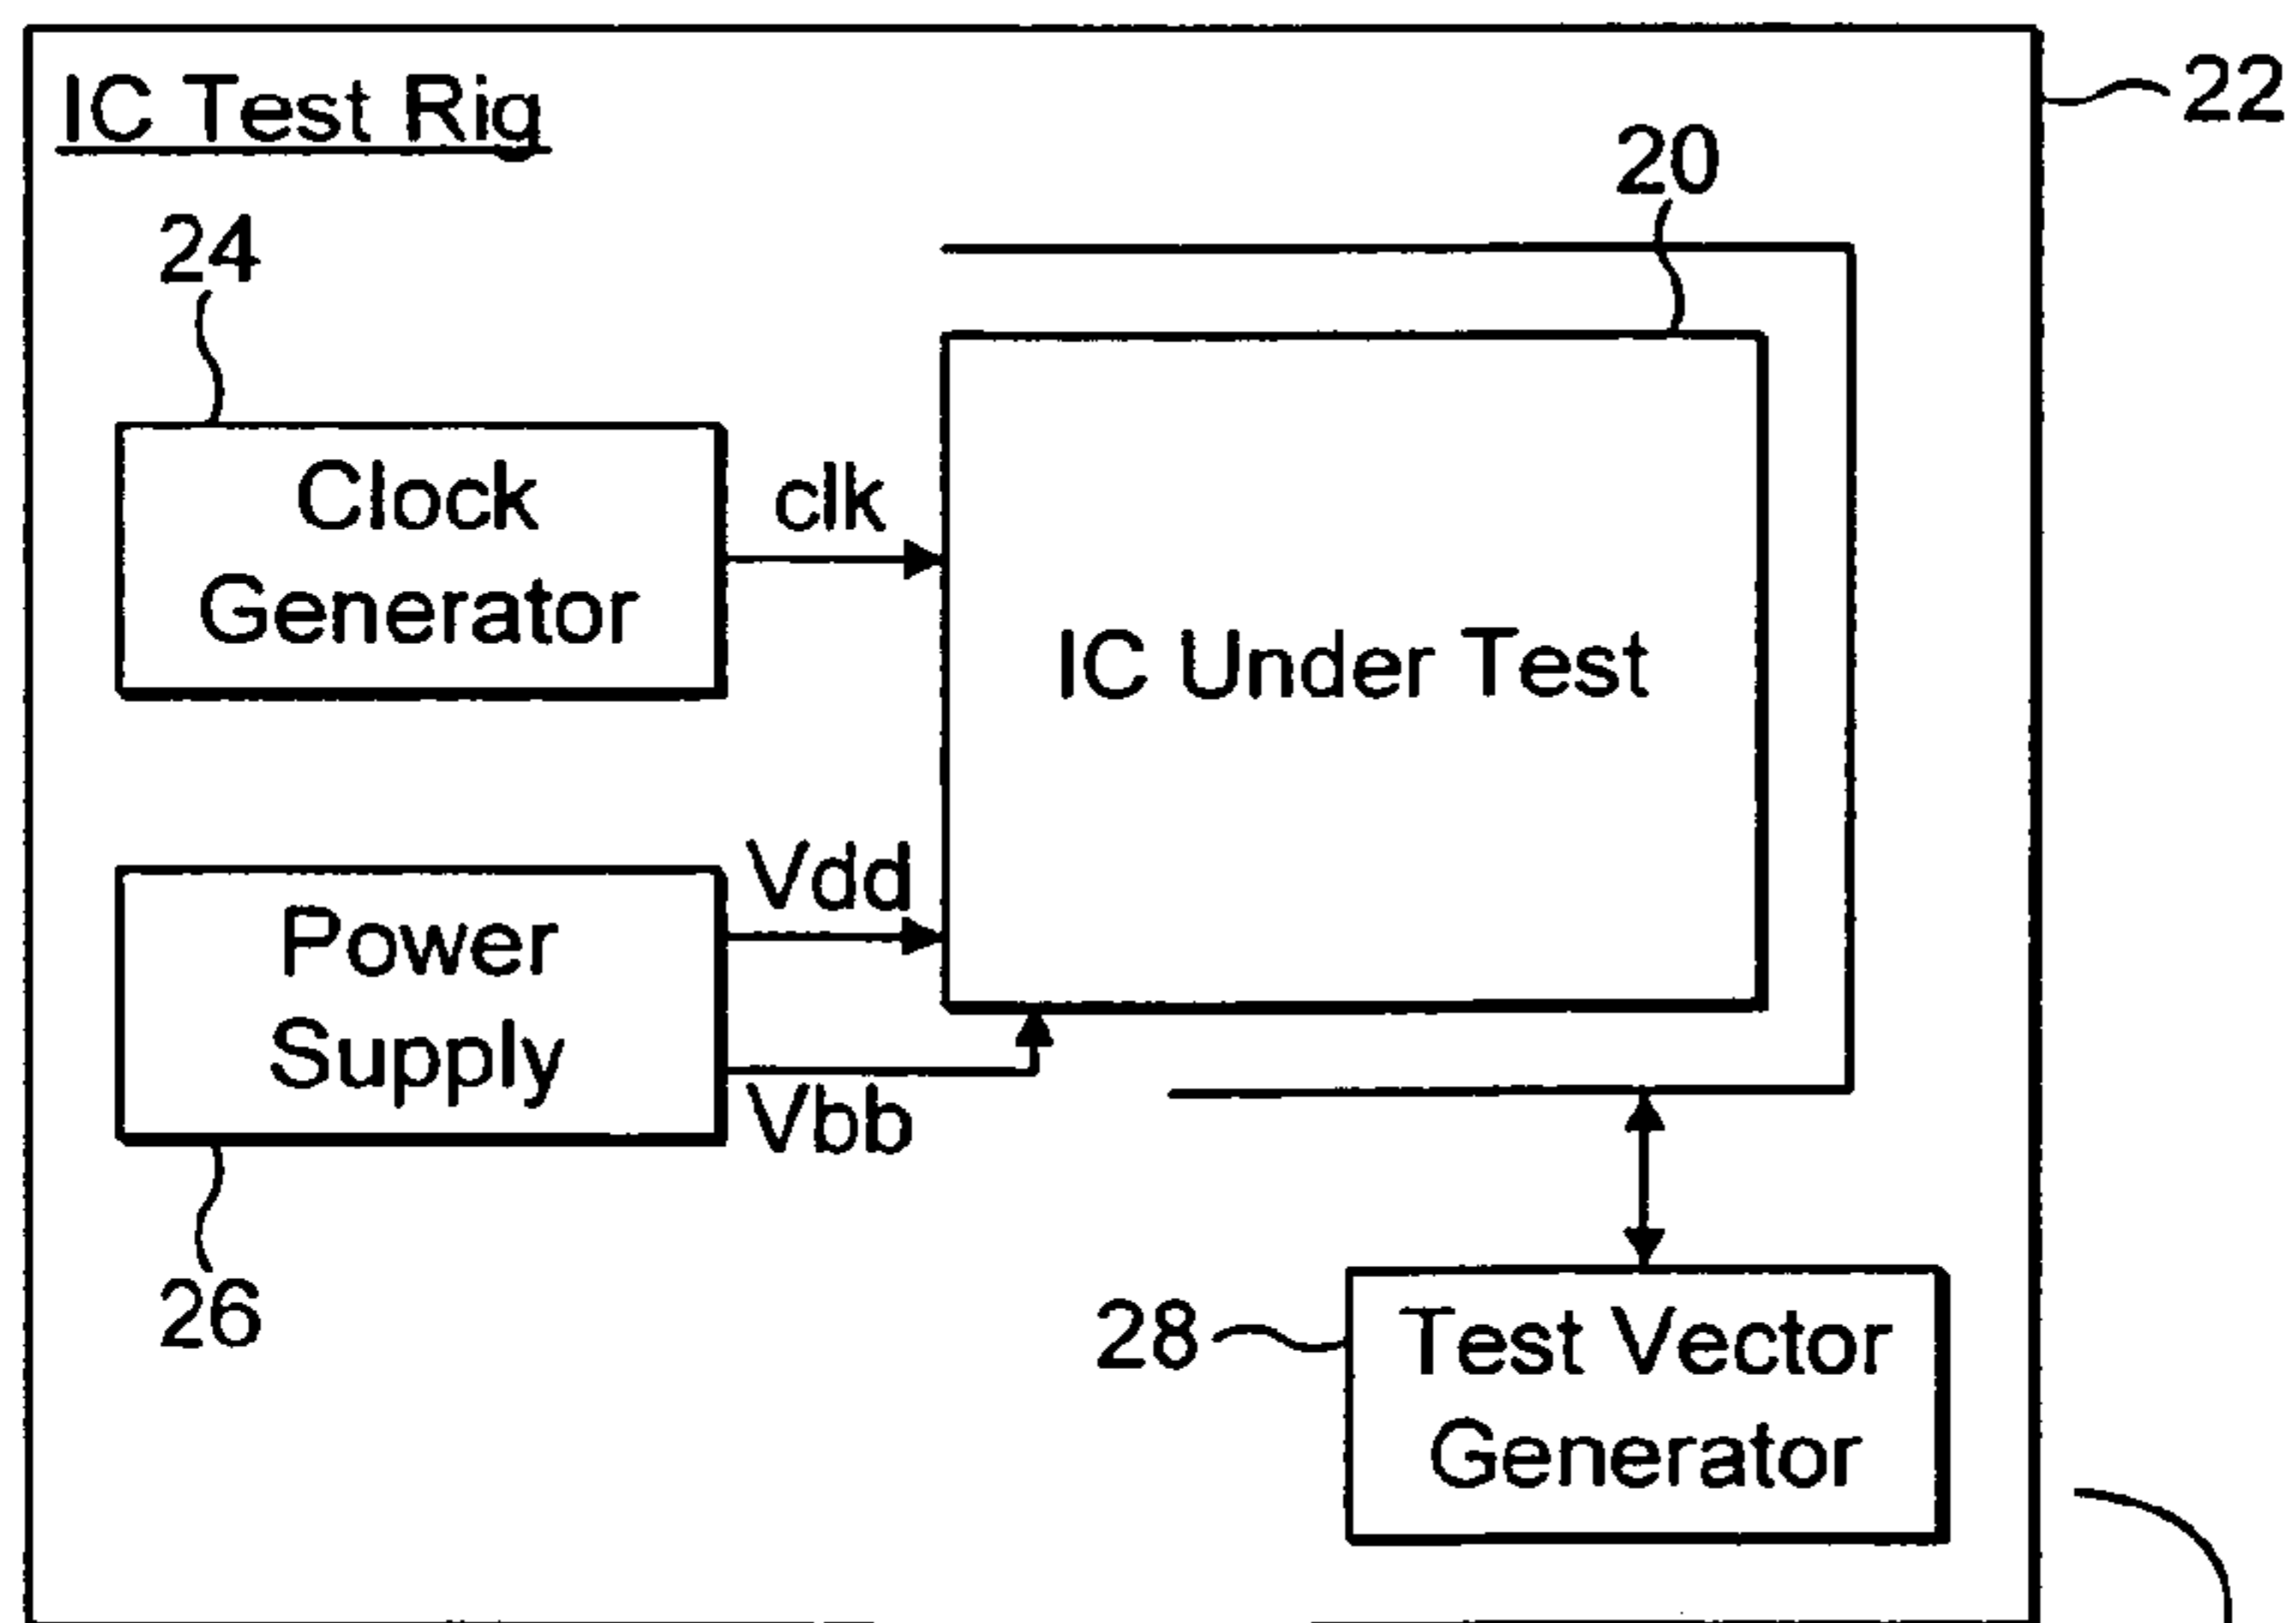 IC Test Rig
22
20
24
Clock
Generator
clk
IC Under Test
Vdd
Power
Supply
Vbb
26
28
Test Vector
Generator